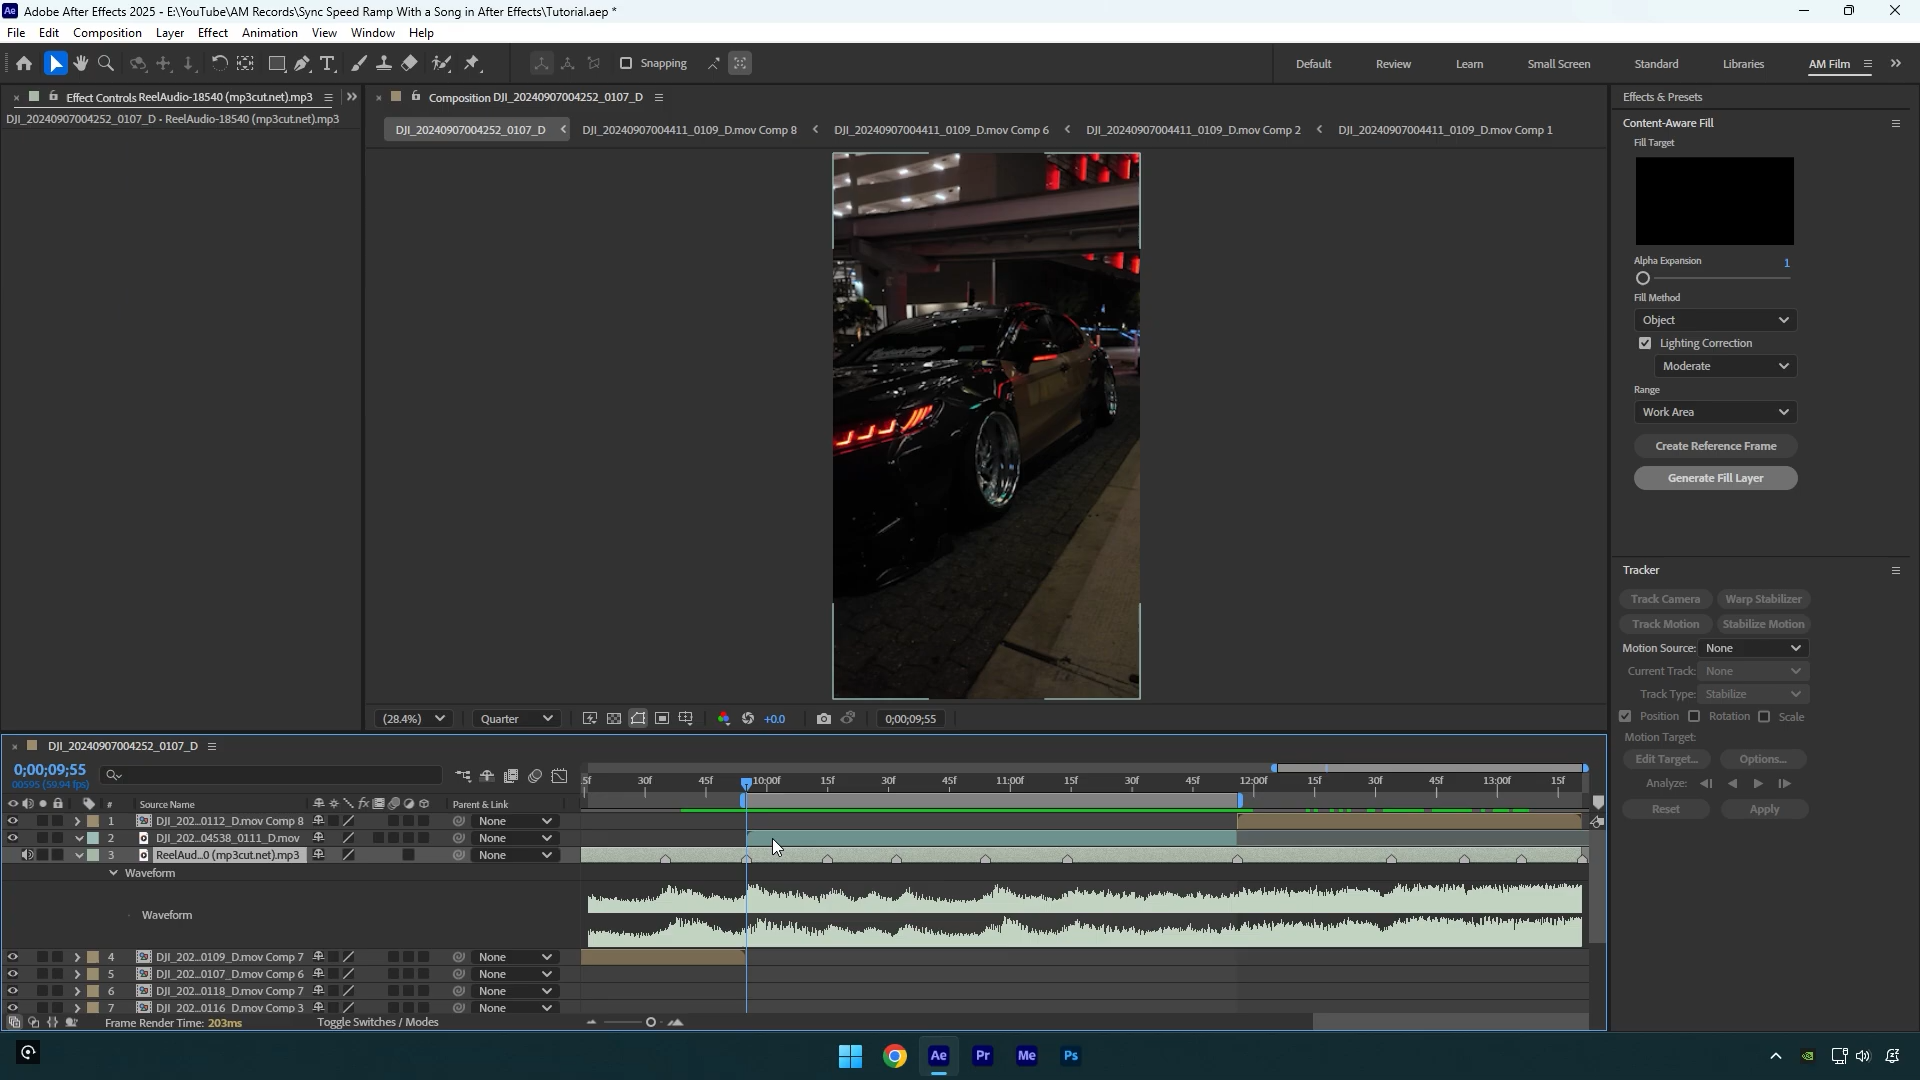 Ae Adobe After Effects 2025 - E:\YouTube\AM Records\Sync Speed Ramp With a Song in After Effects\Tutorial.aep *
File Edit Composition Layer Effect Animation View Window Help
Snapping
Default Review Learn Small Screen Standard Libraries AM Film
Effect Controls ReelAudio-18540 (mp3cut.net).mp3
DJI_20240907004252_0107_D • ReelAudio-18540 (mp3cut.net).mp3
Composition DJI_20240907004252_0107_D
DJI_20240907004252_0107_D DJI_20240907004411_0109_D.mov Comp 8 DJI_20240907004411_0109_D.mov Comp 6 DJI_20240907004411_0109_D.mov Comp 2 DJI_20240907004411_0109_D.mov Comp 1
Effects & Presets
Content-Aware Fill
Fill Target
Alpha Expansion 1
Fill Method
Object
Lighting Correction
Moderate
Range
Work Area
Create Reference Frame
Generate Fill Layer
Tracker
Track Camera Warp Stabilizer
Track Motion Stabilize Motion
Motion Source: None
Current Track: None
Track Type: Stabilize
Position Rotation Scale
Motion Target:
Edit Target... Options...
Analyze:
Reset Apply
(28.4%) Quarter +0.0 0;00;09;55
DJI_20240907004252_0107_D
0;00;09;55
00595 (59.94 fps)
5f 30f 45f 10:00f 15f 30f 45f 11:00f 15f 30f 45f 12:00f 15f 30f 45f 13:00f 15f
# Source Name Parent & Link
1 DJI_202...0112_D.mov Comp 8 None
2 DJI_202...04538_0111_D.mov None
3 ReelAud...0 (mp3cut.net).mp3 None
Waveform
Waveform
4 DJI_202...0109_D.mov Comp 7 None
5 DJI_202...0107_D.mov Comp 6 None
6 DJI_202...0118_D.mov Comp 7 None
7 DJI_202...0116_D.mov Comp 3 None
Frame Render Time: 203ms Toggle Switches / Modes
Ae Pr Me Ps